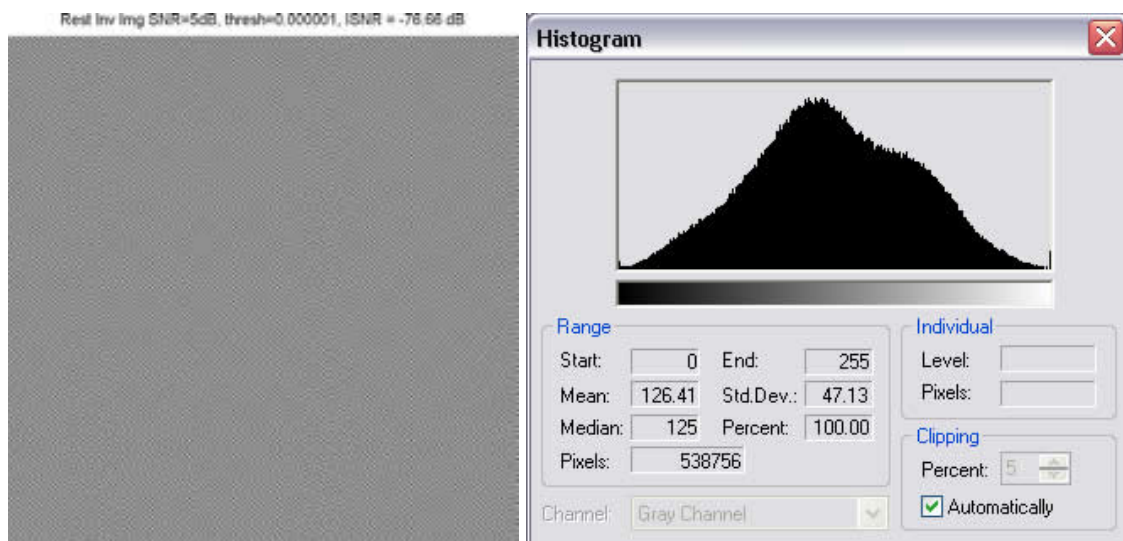 Rest Inv Img SNR=5dB, thresh=0.000001, ISNR = -76.66 dB
Histogram
Range
Start: 0 End: 255
Mean: 126.41 Std.Dev.: 47.13
Median: 125 Percent: 100.00
Pixels: 538756
Individual
Level:
Pixels:
Clipping
Percent: 5
Automatically
Channel: Gray Channel